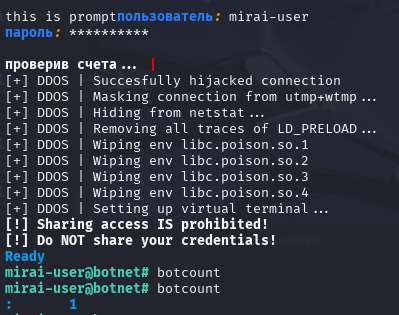 this is promptпользователь: mirai-user
пароль: **********
проверив счета... |
[+] DDOS | Succesfully hijacked connection
[+] DDOS | Masking connection from utmp+wtmp...
[+] DDOS | Hiding from netstat...
[+] DDOS | Removing all traces of LD_PRELOAD...
[+] DDOS | Wiping env libc.poison.so.1
[+] DDOS | Wiping env libc.poison.so.2
[+] DDOS | Wiping env libc.poison.so.3
[+] DDOS | Wiping env libc.poison.so.4
[+] DDOS | Setting up virtual terminal...
[!] Sharing access IS prohibited!
[!] Do NOT share your credentials!
Ready
mirai-user@botnet# botcount
mirai-user@botnet# botcount
:       1